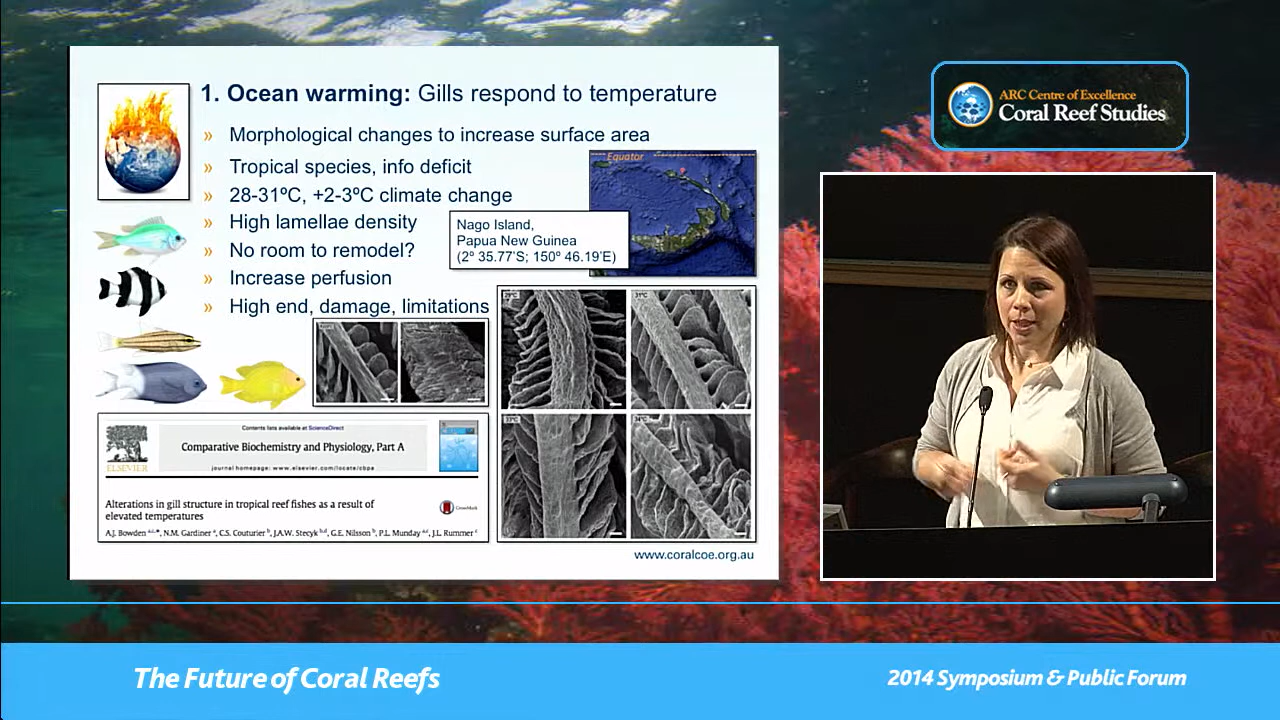 1. Ocean warming: Gills respond to temperature
» Morphological changes to increase surface area
» Tropical species, info deficit
» 28-31ºC, +2-3ºC climate change
» High lamellae density
» No room to remodel?
» Increase perfusion
» High end, damage, limitations
Equator
Nago Island,
Papua New Guinea
(2º 35.77'S; 150º 46.19'E)
31°C
Contents lists available at ScienceDirect
Comparative Biochemistry and Physiology, Part A
journal homepage: www.elsevier.com/locate/cbpa
ELSEVIER
Alterations in gill structure in tropical reef fishes as a result of
elevated temperatures
CrossMark
A.J. Bowden, N.M. Gardiner, C.S. Couturier, J.A.W. Stecyk, G.E. Nilsson, P.L. Munday, J.L. Rummer
www.coralcoe.org.au
ARC Centre of Excellence
Coral Reef Studies
The Future of Coral Reefs
2014 Symposium & Public Forum